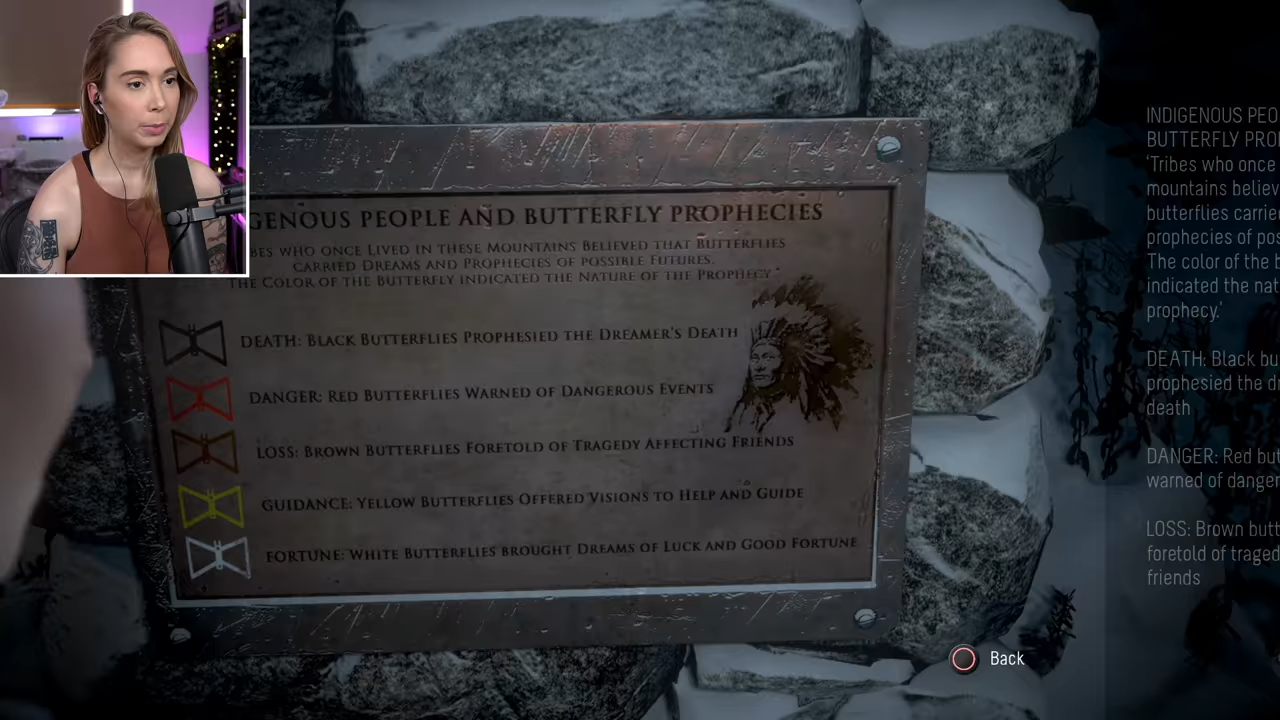 GENOUS PEOPLE AND BUTTERFLY PROPHECIES
BES WHO ONCE LIVED IN THESE MOUNTAINS BELIEVED THAT BUTTERFLIES
CARRIED DREAMS AND PROPHECIES OF POSSIBLE FUTURES.
THE COLOR OF THE BUTTERFLY INDICATED THE NATURE OF THE PROPHECY.
DEATH: BLACK BUTTERFLIES PROPHESIED THE DREAMER'S DEATH
DANGER: RED BUTTERFLIES WARNED OF DANGEROUS EVENTS
LOSS: BROWN BUTTERFLIES FORETOLD OF TRAGEDY AFFECTING FRIENDS
GUIDANCE: YELLOW BUTTERFLIES OFFERED VISIONS TO HELP AND GUIDE
FORTUNE: WHITE BUTTERFLIES BROUGHT DREAMS OF LUCK AND GOOD FORTUNE
INDIGENOUS PEO
BUTTERFLY PRO
'Tribes who once
mountains believ
butterflies carrie
prophecies of pos
The color of the b
indicated the nat
prophecy.'
DEATH: Black bu
prophesied the dr
death
DANGER: Red but
warned of danger
LOSS: Brown butt
foretold of traged
friends
Back